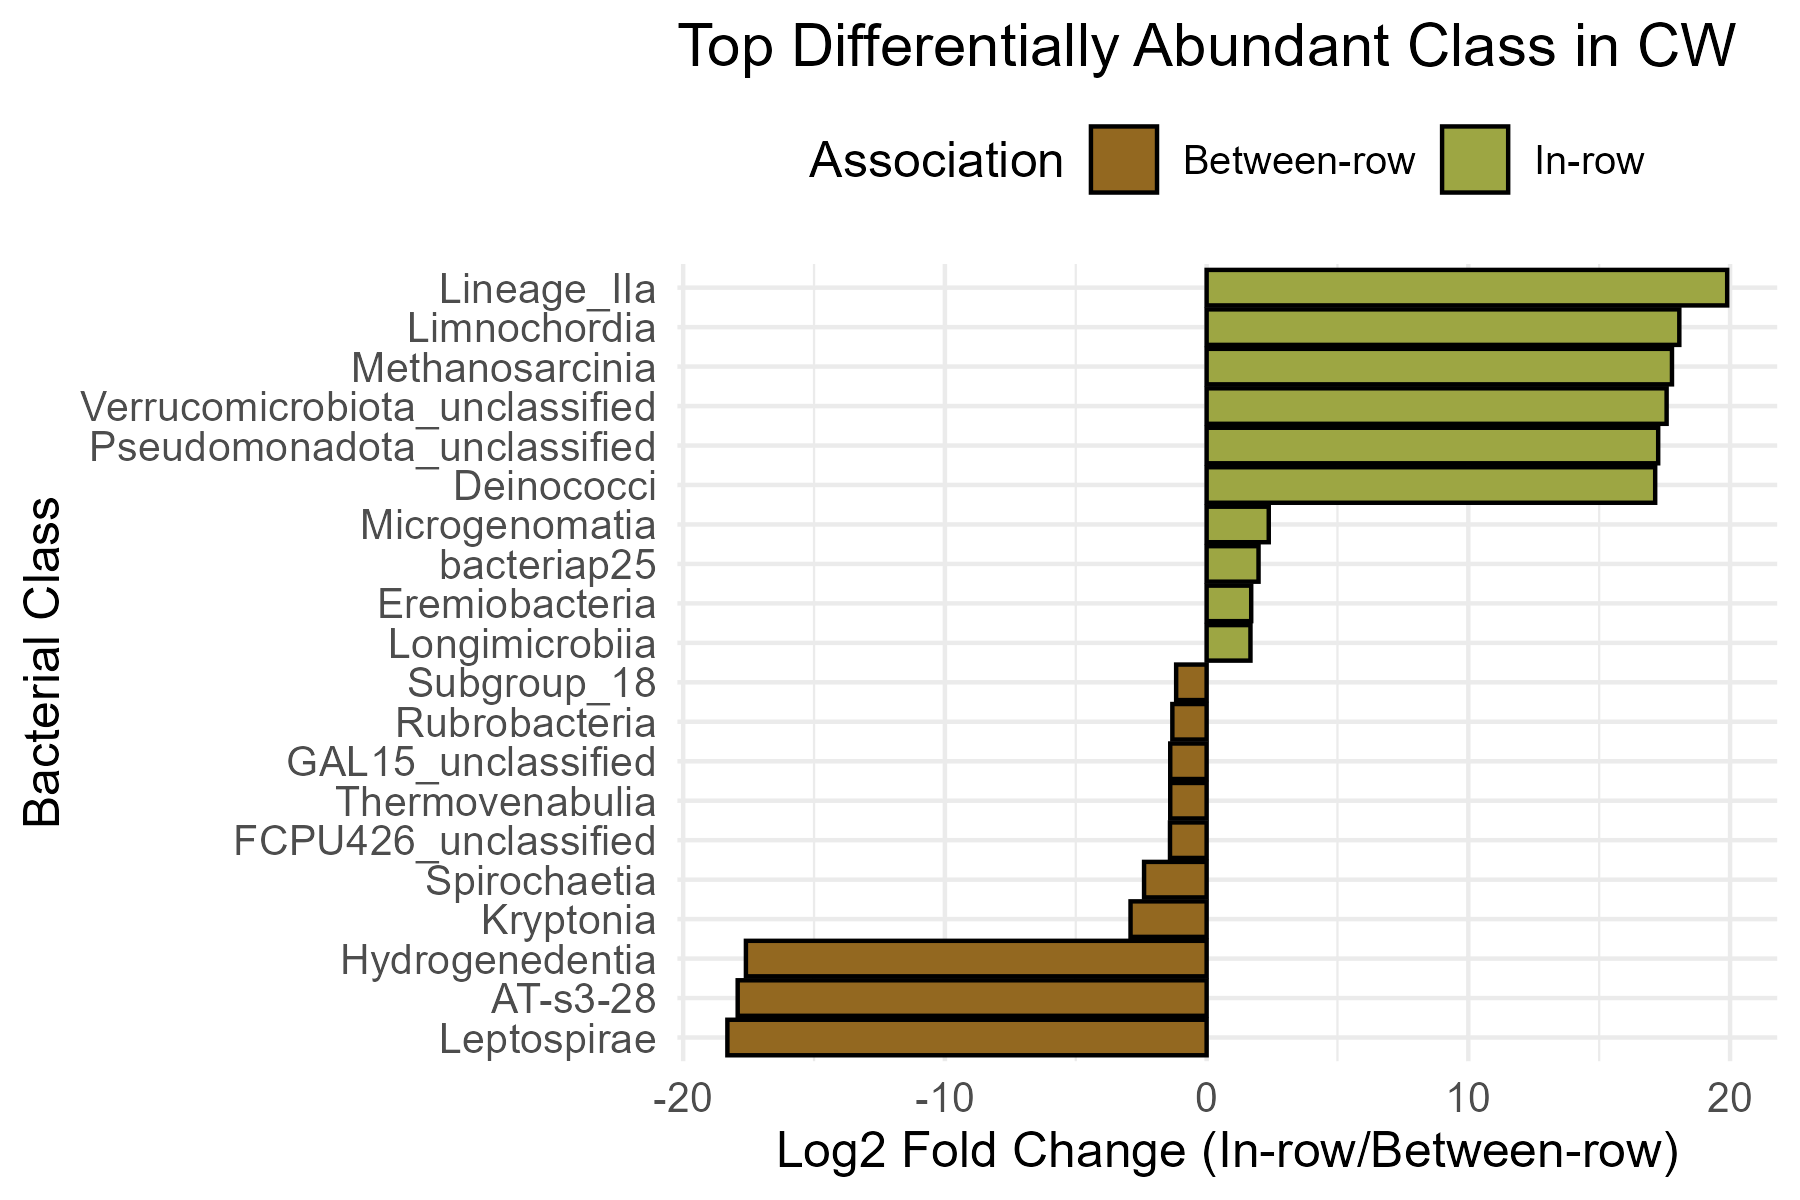 Top Differentially Abundant Class in CW
Association Between-row In-row
Bacterial Class
Lineage_IIa
Limnochordia
Methanosarcinia
Verrucomicrobiota_unclassified
Pseudomonadota_unclassified
Deinococci
Microgenomatia
bacteriap25
Eremiobacteria
Longimicrobiia
Subgroup_18
Rubrobacteria
GAL15_unclassified
Thermovenabulia
FCPU426_unclassified
Spirochaetia
Kryptonia
Hydrogenedentia
AT-s3-28
Leptospirae
-20 -10 0 10 20
Log2 Fold Change (In-row/Between-row)